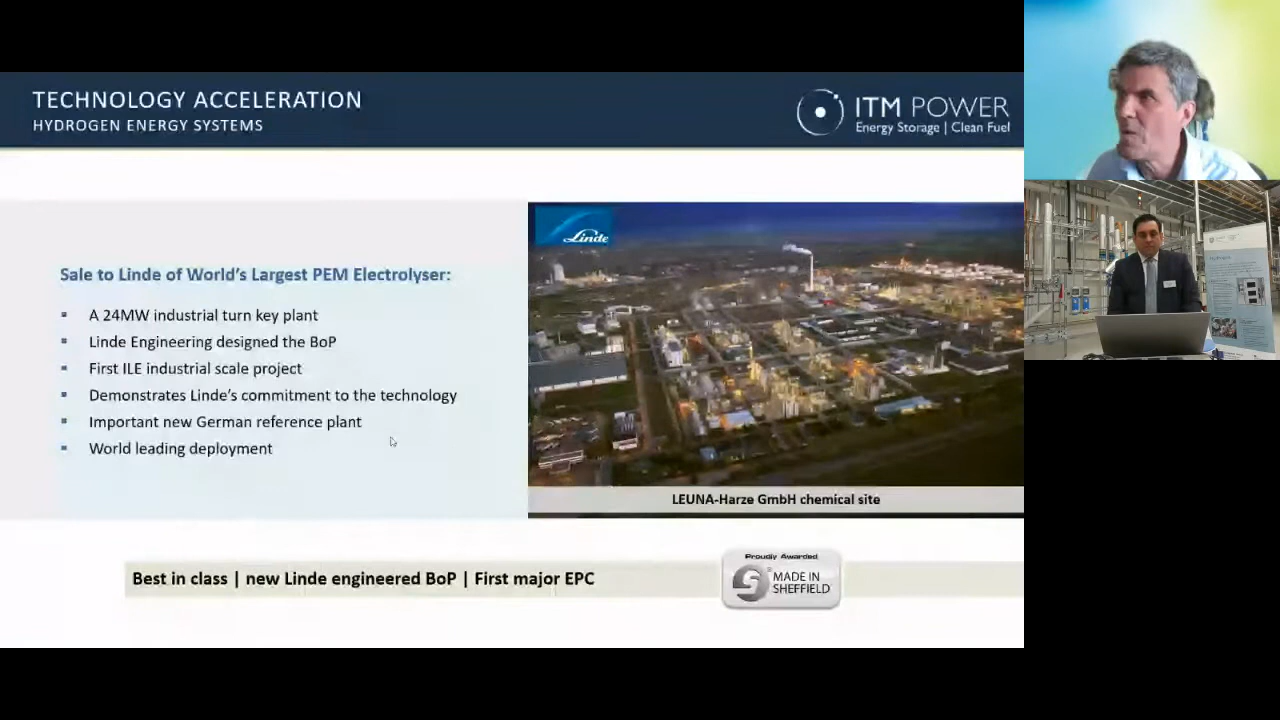 TECHNOLOGY ACCELERATION
HYDROGEN ENERGY SYSTEMS
ITM POWER
Energy Storage | Clean Fuel
Linde
Sale to Linde of World's Largest PEM Electrolyser:
▪ A 24MW industrial turn key plant
▪ Linde Engineering designed the BoP
▪ First ILE industrial scale project
▪ Demonstrates Linde's commitment to the technology
▪ Important new German reference plant
▪ World leading deployment
LEUNA-Harze GmbH chemical site
Best in class | new Linde engineered BoP | First major EPC
Proudly Awarded
MADE IN
SHEFFIELD